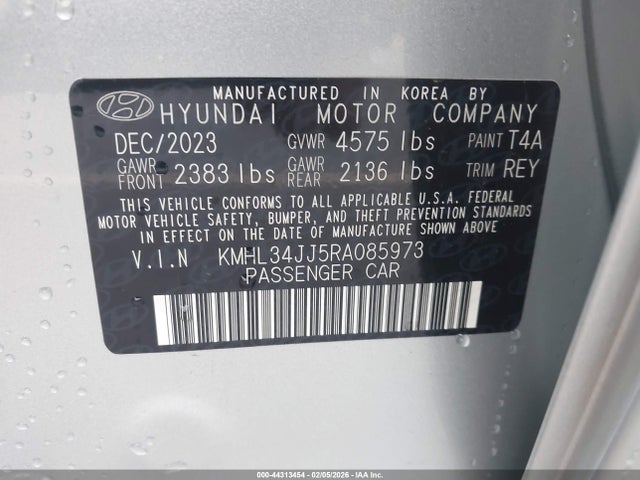 MANUFACTURED IN KOREA BY
HYUNDAI MOTOR COMPANY
DEC/2023 GVWR 4575 lbs PAINT T4A
GAWR FRONT 2383 lbs GAWR REAR 2136 lbs TRIM REY
THIS VEHICLE CONFORMS TO ALL APPLICABLE U.S.A. FEDERAL
MOTOR VEHICLE SAFETY, BUMPER, AND THEFT PREVENTION
STANDARDS IN EFFECT ON THE DATE OF MANUFACTURE SHOWN ABOVE.
V.I.N KMHL34JJ5RA085973
PASSENGER CAR
000-44313454 - 02/05/2026 - IAA Corp.